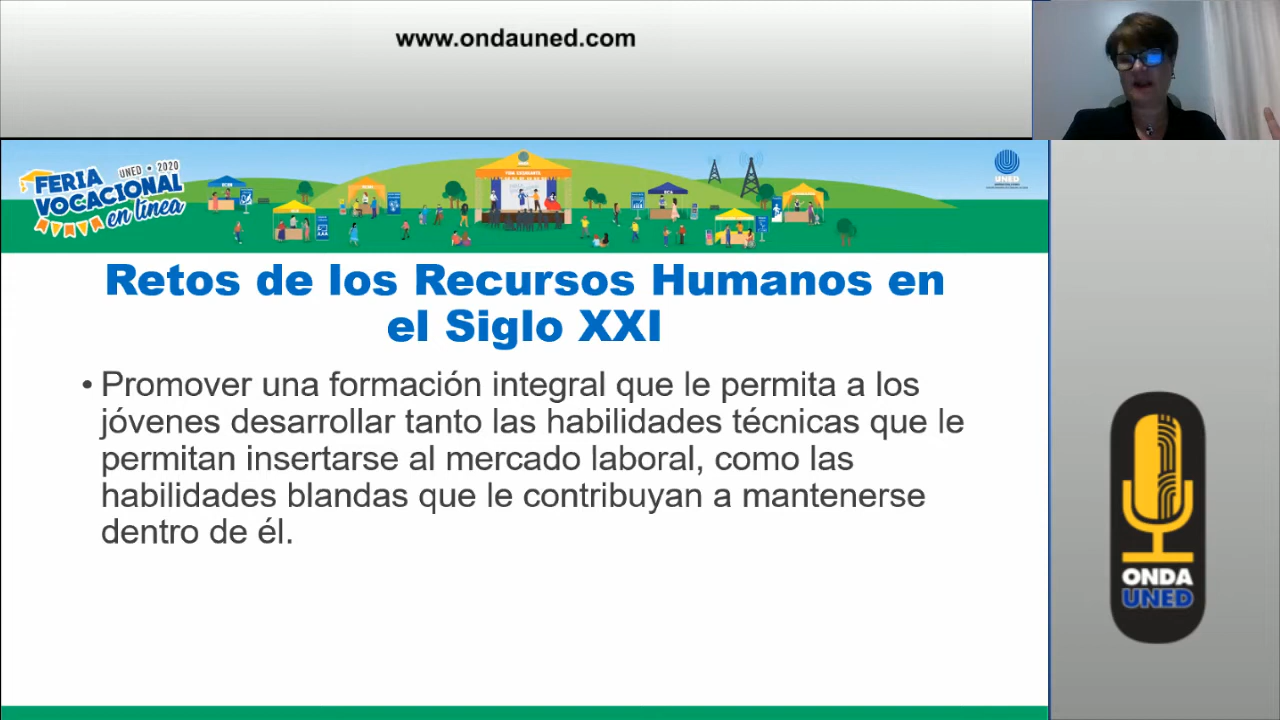 www.ondauned.com
FERIA
VOCACIONAL
en línea
UNED • 2020
UNED
Retos de los Recursos Humanos en
el Siglo XXI
• Promover una formación integral que le permita a los
jóvenes desarrollar tanto las habilidades técnicas que le
permitan insertarse al mercado laboral, como las
habilidades blandas que le contribuyan a mantenerse
dentro de él.
ONDA
UNED